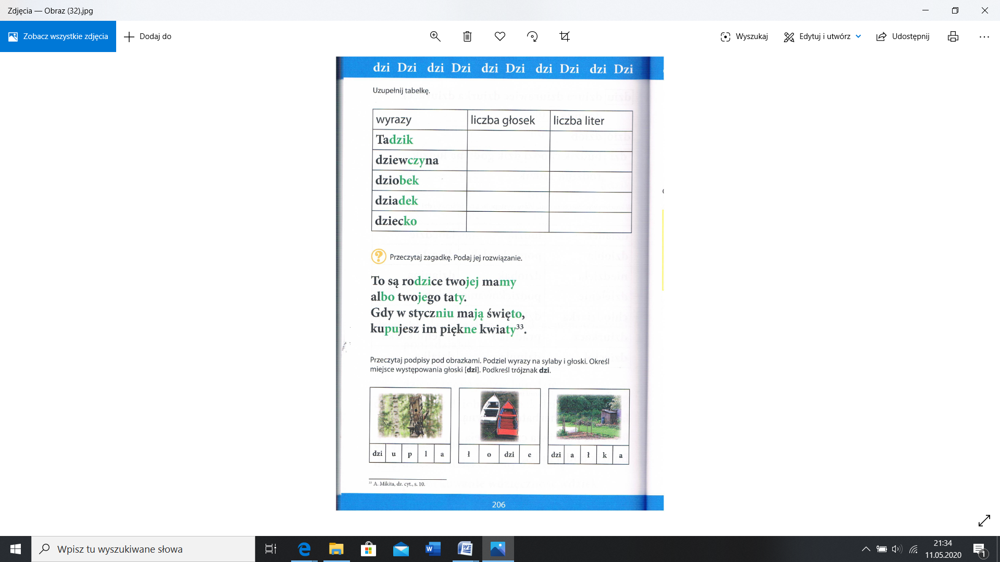 Zdjęcia — Obraz (32).jpg
Zobacz wszystkie zdjęcia
Dodaj do
Wyszukaj
Edytuj i utwórz
Udostępnij
dzi Dzi dzi Dzi dzi Dzi dzi Dzi dzi Dzi
Uzupełnij tabelkę.
wyrazy liczba głosek liczba liter
Tadzik
dziewczyna
dziobek
dziadek
dziecko
? Przeczytaj zagadkę. Podaj jej rozwiązanie.
To są rodzice twojej mamy
albo twojego taty.
Gdy w styczniu mają święto,
kupujesz im piękne kwiaty³³.
Przeczytaj podpisy pod obrazkami. Podziel wyrazy na sylaby i głoski. Określ
miejsce występowania głoski [dzi]. Podkreśl trójznak dzi.
dzi u p l a
ł o dzi e
dzi a ł k a
³³ A. Mikita, dz. cyt., s. 10.
206
Wpisz tu wyszukiwane słowa
21:34
11.05.2020
1